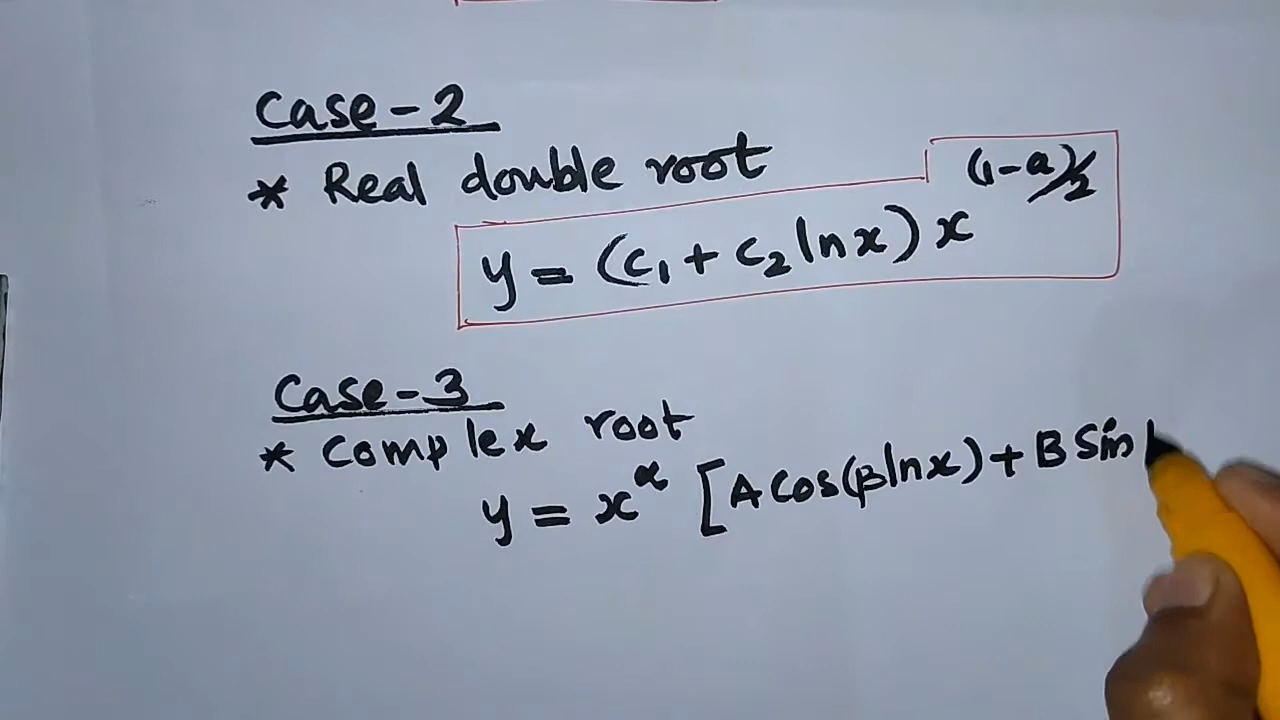 Case-2
* Real double root
y = (c₁ + c₂ ln x) x^(1-a)/2
Case-3
* Complex root
y = x^α [A Cos(β ln x) + B Sin